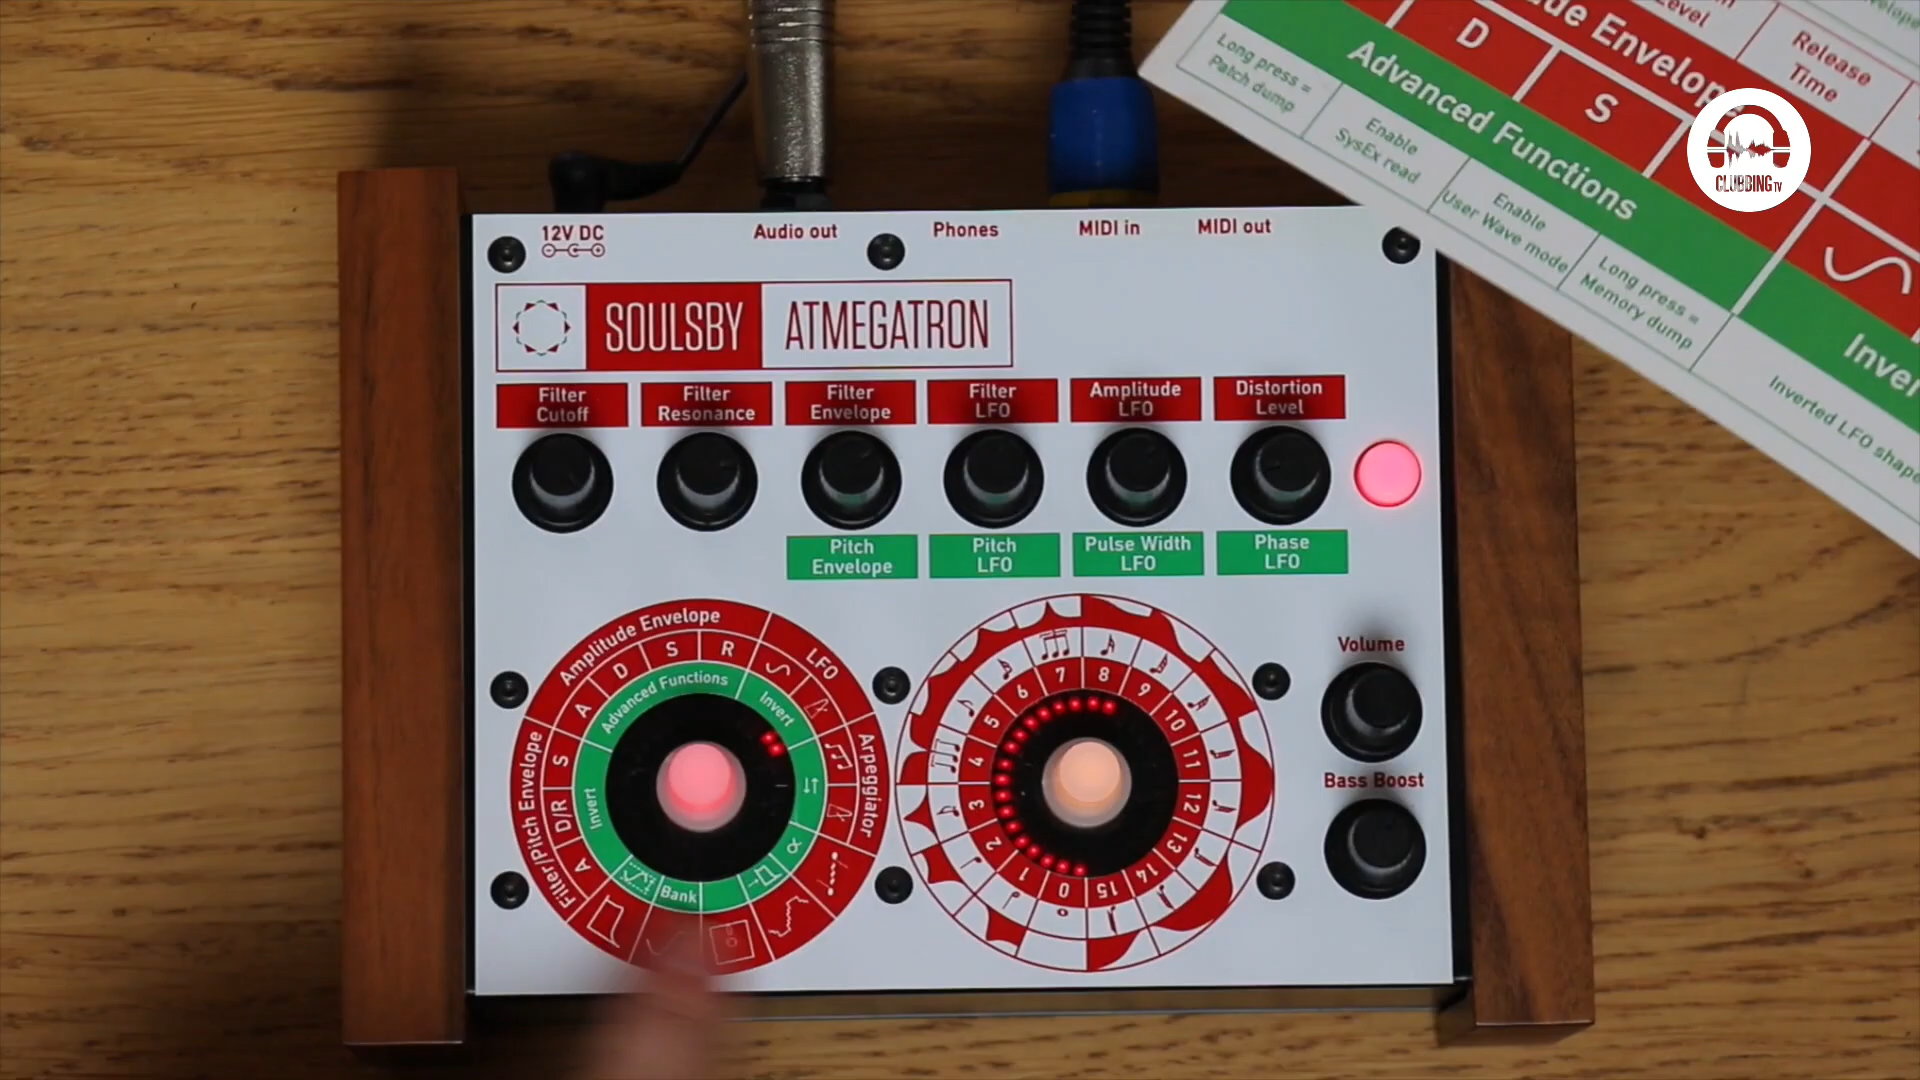 12V DC
Audio out
Phones
MIDI in
MIDI out
SOULSBY ATMEGATRON
Filter
Cutoff
Filter
Resonance
Filter
Envelope
Filter
LFO
Amplitude
LFO
Distortion
Level
Pitch
Envelope
Pitch
LFO
Pulse Width
LFO
Phase
LFO
Amplitude Envelope
LFO
Arpeggiator
Filter/Pitch Envelope
A
D
S
R
S
D/R
A
Advanced Functions
Invert
Invert
Bank
0
1
2
3
4
5
6
7
8
9
10
11
12
13
14
15
Volume
Bass Boost
Level
Release
Time
D
S
Advanced Functions
Long press =
Patch dump
Enable
SysEx read
Enable
User Wave mode
Long press =
Memory dump
Inverted LFO shape
CLUBBING TV